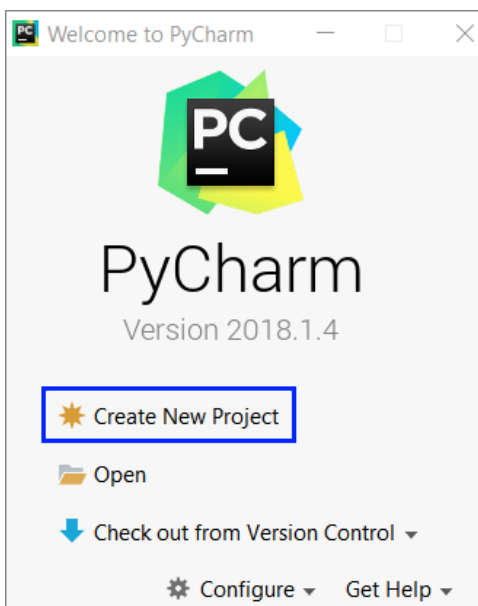 PC Welcome to PyCharm
PC
PyCharm
Version 2018.1.4
Create New Project
Open
Check out from Version Control
Configure Get Help